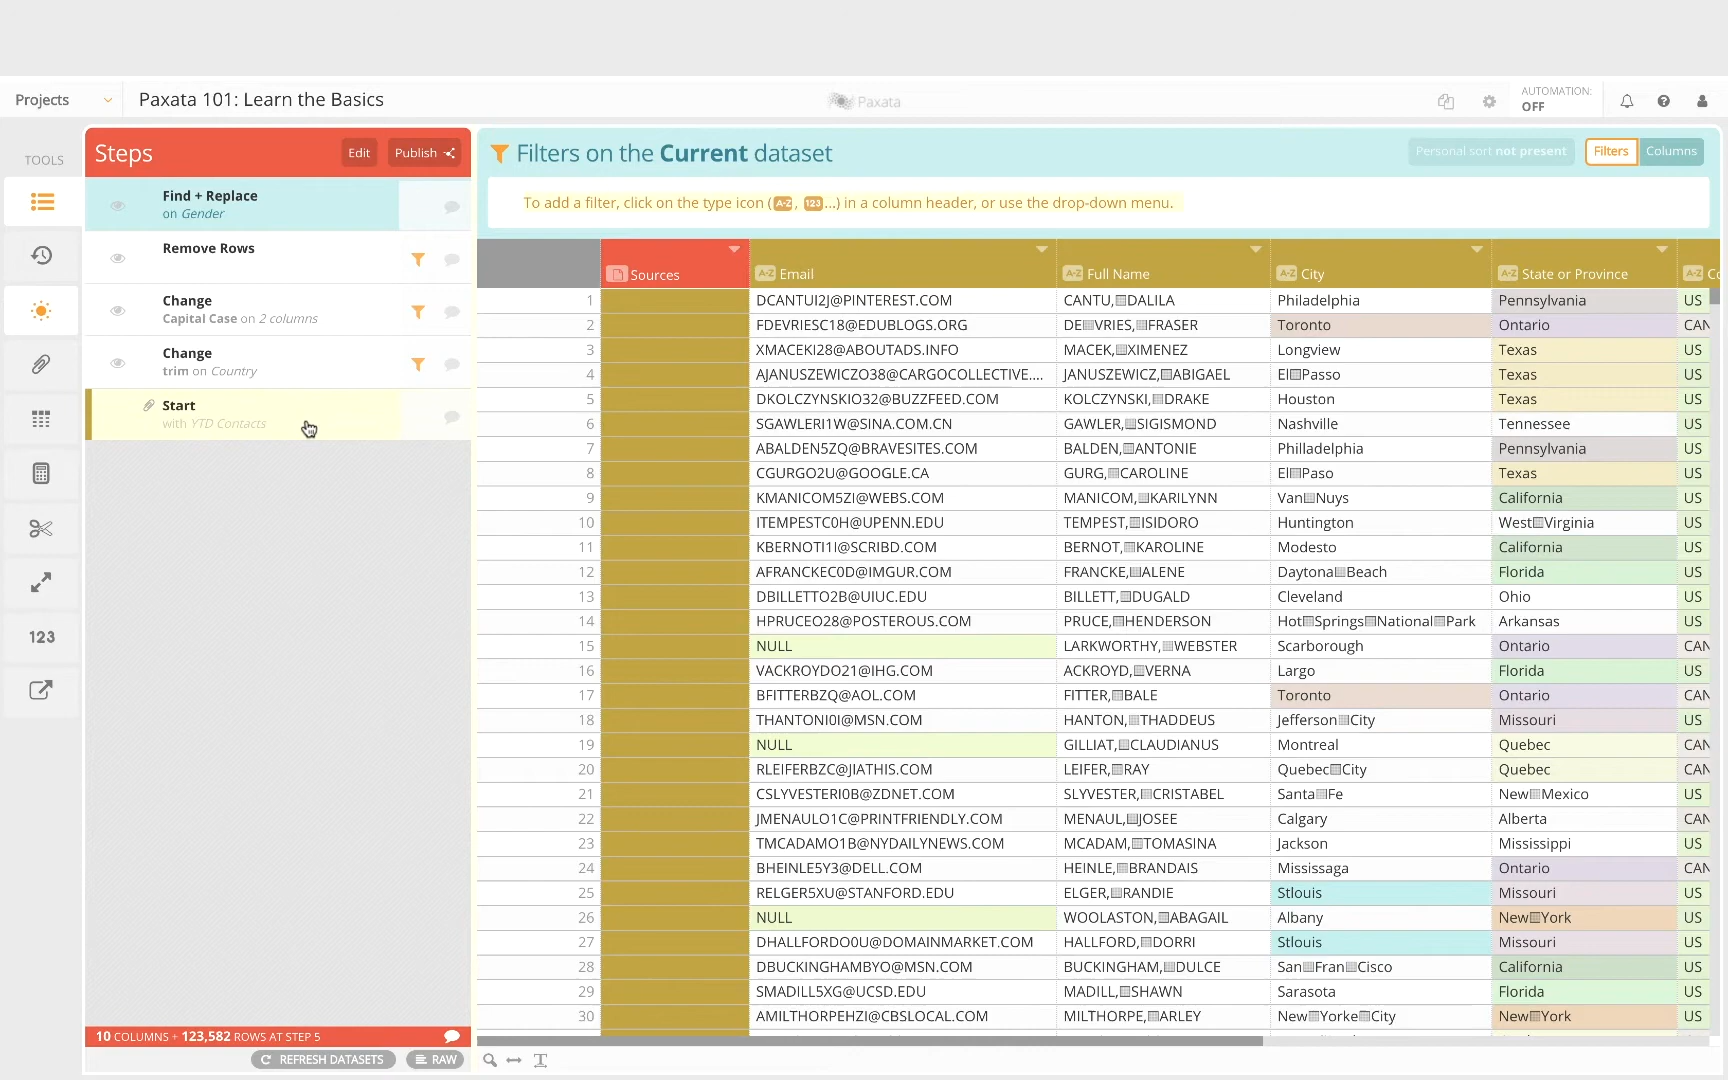 Projects
Paxata 101: Learn the Basics
Paxata
AUTOMATION:
OFF
TOOLS
Steps
Edit
Publish
Find + Replace
on Gender
Remove Rows
Change
Capital Case on 2 columns
Change
trim on Country
Start
with YTD Contacts
123
10 COLUMNS + 123,582 ROWS AT STEP 5
REFRESH DATASETS
RAW
Filters on the Current dataset
Personal sort not present
Filters
Columns
To add a filter, click on the type icon (A-Z, 123...) in a column header, or use the drop-down menu.
Sources A-Z Email A-Z Full Name A-Z City A-Z State or Province A-Z Co
1 DCANTUI2J@PINTEREST.COM CANTU, DALILA Philadelphia Pennsylvania US
2 FDEVRIESC18@EDUBLOGS.ORG DE VRIES, FRASER Toronto Ontario CAN
3 XMACEKI28@ABOUTADS.INFO MACEK, XIMENEZ Longview Texas US
4 AJANUSZEWICZO38@CARGOCOLLECTIVE.... JANUSZEWICZ, ABIGAEL El Passo Texas US
5 DKOLCZYNSKIO32@BUZZFEED.COM KOLCZYNSKI, DRAKE Houston Texas US
6 SGAWLERI1W@SINA.COM.CN GAWLER, SIGISMOND Nashville Tennessee US
7 ABALDEN5ZQ@BRAVESITES.COM BALDEN, ANTONIE Philladelphia Pennsylvania US
8 CGURGO2U@GOOGLE.CA GURG, CAROLINE El Paso Texas US
9 KMANICOM5ZI@WEBS.COM MANICOM, KARILYNN Van Nuys California US
10 ITEMPESTC0H@UPENN.EDU TEMPEST, ISIDORO Huntington West Virginia US
11 KBERNOTI1I@SCRIBD.COM BERNOT, KAROLINE Modesto California US
12 AFRANCKEC0D@IMGUR.COM FRANCKE, ALENE Daytona Beach Florida US
13 DBILLETTO2B@UIUC.EDU BILLETT, DUGALD Cleveland Ohio US
14 HPRUCEO28@POSTEROUS.COM PRUCE, HENDERSON Hot Springs National Park Arkansas US
15 NULL LARKWORTHY, WEBSTER Scarborough Ontario CAN
16 VACKROYDO21@IHG.COM ACKROYD, VERNA Largo Florida US
17 BFITTERBZQ@AOL.COM FITTER, BALE Toronto Ontario CAN
18 THANTONI0I@MSN.COM HANTON, THADDEUS Jefferson City Missouri US
19 NULL GILLIAT, CLAUDIANUS Montreal Quebec CAN
20 RLEIFERBZC@JIATHIS.COM LEIFER, RAY Quebec City Quebec CAN
21 CSLYVESTERI0B@ZDNET.COM SLYVESTER, CRISTABEL Santa Fe New Mexico US
22 JMENAULO1C@PRINTFRIENDLY.COM MENAUL, JOSEE Calgary Alberta CAN
23 TMCADAMO1B@NYDAILYNEWS.COM MCADAM, TOMASINA Jackson Mississippi US
24 BHEINLE5Y3@DELL.COM HEINLE, BRANDAIS Mississaga Ontario CAN
25 RELGER5XU@STANFORD.EDU ELGER, RANDIE Stlouis Missouri US
26 NULL WOOLASTON, ABAGAIL Albany New York US
27 DHALLFORDO0U@DOMAINMARKET.COM HALLFORD, DORRI Stlouis Missouri US
28 DBUCKINGHAMBYO@MSN.COM BUCKINGHAM, DULCE San Fran Cisco California US
29 SMADILL5XG@UCSD.EDU MADILL, SHAWN Sarasota Florida US
30 AMILTHORPEHZI@CBSLOCAL.COM MILTHORPE, ARLEY New Yorke City New York US